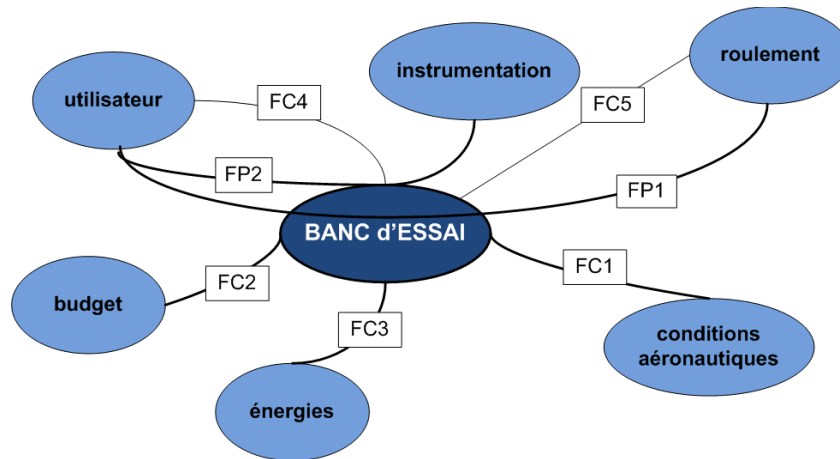 instrumentation
roulement
utilisateur
FC4
FC5
FP2
FP1
BANC d'ESSAI
FC2
FC1
budget
FC3
conditions
aéronautiques
énergies